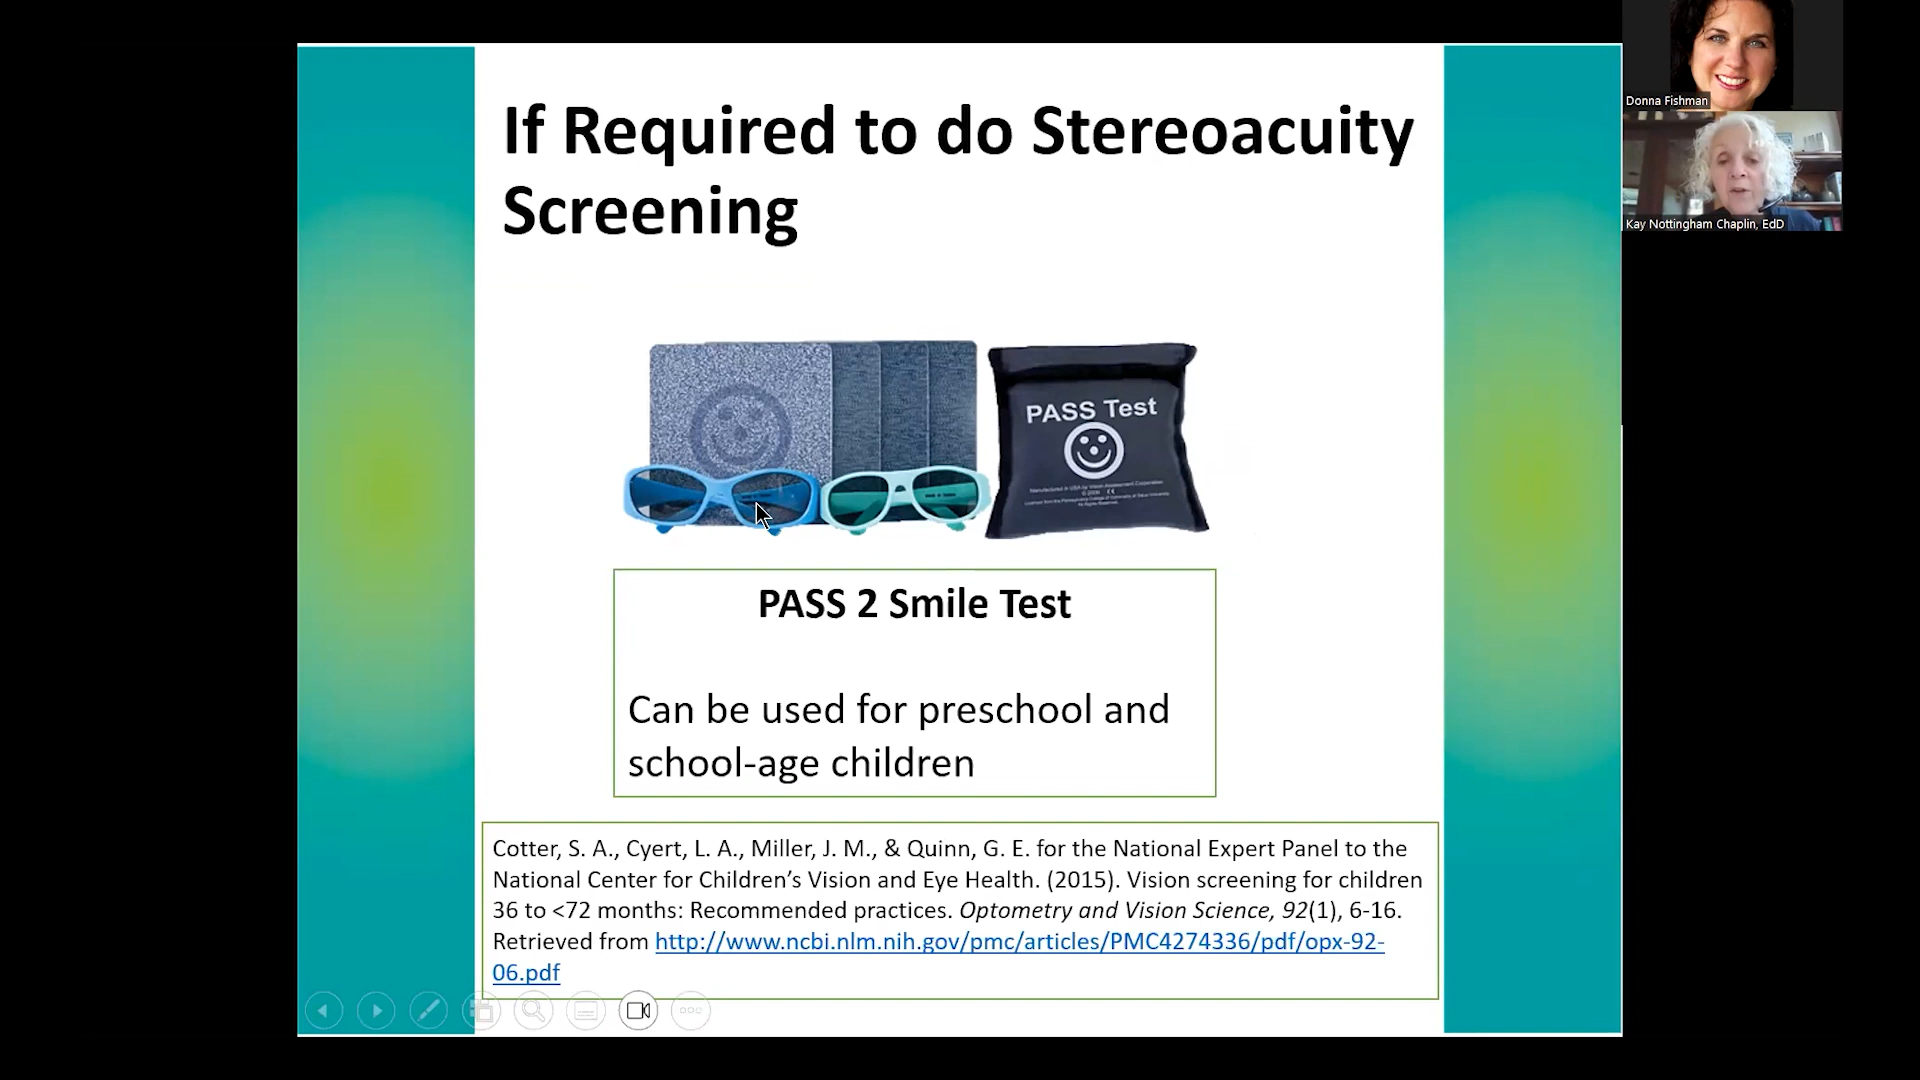 If Required to do Stereoacuity
Screening
PASS Test
PASS 2 Smile Test
Can be used for preschool and
school-age children
Cotter, S. A., Cyert, L. A., Miller, J. M., & Quinn, G. E. for the National Expert Panel to the
National Center for Children’s Vision and Eye Health. (2015). Vision screening for children
36 to <72 months: Recommended practices. Optometry and Vision Science, 92(1), 6-16.
Retrieved from http://www.ncbi.nlm.nih.gov/pmc/articles/PMC4274336/pdf/opx-92-
06.pdf
Donna Fishman
Kay Nottingham Chaplin, EdD